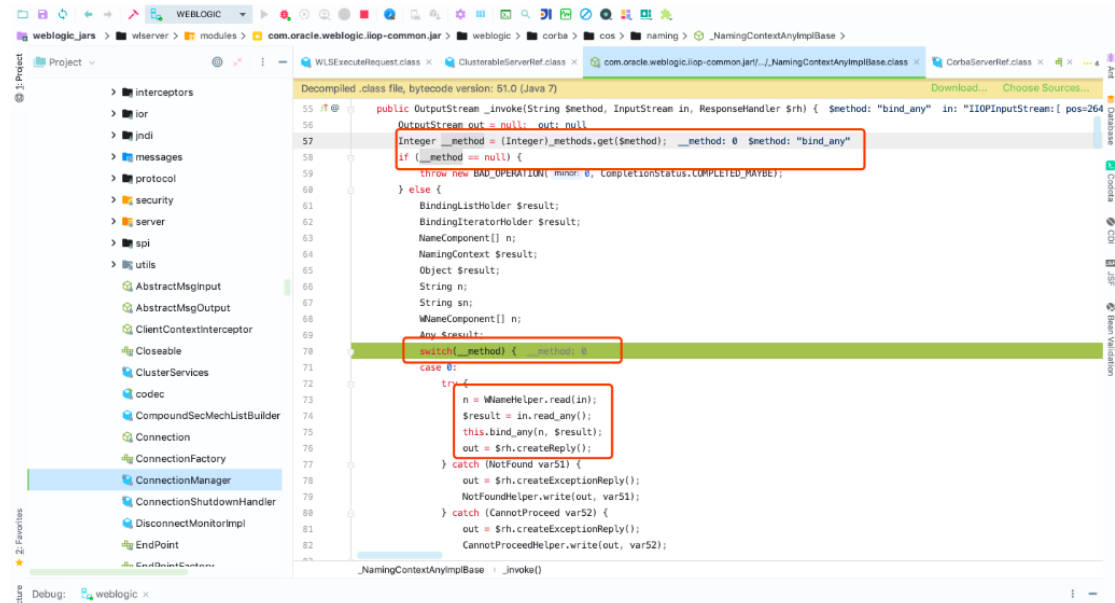 WEBLOGIC
weblogic_jars > wlserver > modules > com.oracle.weblogic.iiop-common.jar > weblogic > corba > cos > naming > _NamingContextAnyImplBase >
1: Project
Project
WLSExecuteRequest.class ×
ClusterableServerRef.class ×
com.oracle.weblogic.iiop-common.jar!/.../_NamingContextAnyImplBase.class ×
CorbaServerRef.class ×
Ant
Database
Codota
CDI
JSF
Bean Validation
interceptors
ior
jndi
messages
protocol
security
server
spi
utils
AbstractMsgInput
AbstractMsgOutput
ClientContextInterceptor
Closeable
ClusterServices
codec
CompoundSecMechListBuilder
Connection
ConnectionFactory
ConnectionManager
ConnectionShutdownHandler
DisconnectMonitorImpl
EndPoint
EndPointFactory
2: Favorites
Decompiled .class file, bytecode version: 51.0 (Java 7)
Download... Choose Sources...
55 public OutputStream _invoke(String $method, InputStream in, ResponseHandler $rh) { $method: "bind_any" in: "IIOPInputStream:[ pos=264
56 OutputStream out = null; out: null
57 Integer __method = (Integer)_methods.get($method); __method: 0 $method: "bind_any"
58 if (__method == null) {
59 throw new BAD_OPERATION( minor: 0, CompletionStatus.COMPLETED_MAYBE);
60 } else {
61 BindingListHolder $result;
62 BindingIteratorHolder $result;
63 NameComponent[] n;
64 NamingContext $result;
65 Object $result;
66 String n;
67 String sn;
68 WNameComponent[] n;
69 Any $result;
70 switch(__method) { __method: 0
71 case 0:
72 try {
73 n = WNameHelper.read(in);
74 $result = in.read_any();
75 this.bind_any(n, $result);
76 out = $rh.createReply();
77 } catch (NotFound var51) {
78 out = $rh.createExceptionReply();
79 NotFoundHelper.write(out, var51);
80 } catch (CannotProceed var52) {
81 out = $rh.createExceptionReply();
82 CannotProceedHelper.write(out, var52);
_NamingContextAnyImplBase > _invoke()
Debug: weblogic ×